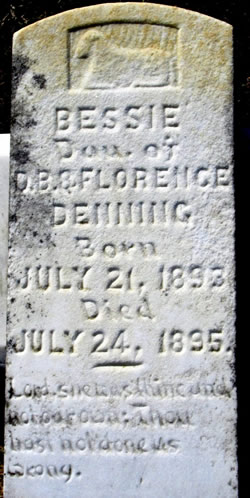 BESSIE
Dau. of
D.B.&FLORENCE
DENNING
Born
JULY 21, 1893
Died
JULY 24, 1895.
Lord, she was thine and
not our own; Thou
hast not done us
wrong.